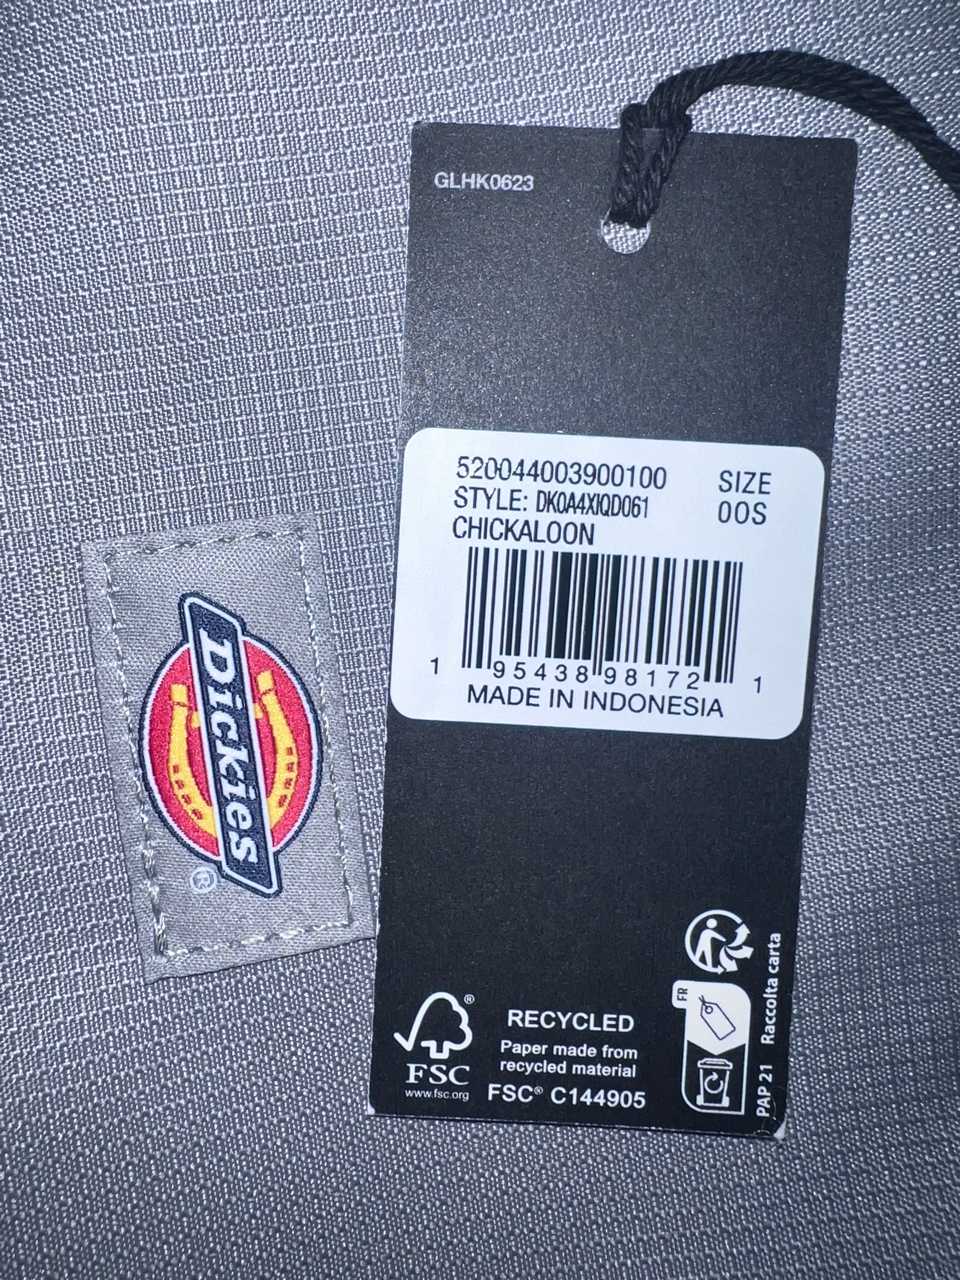 GLHK0623
520044003900100
STYLE: DK0A4XIQD061
CHICKALOON
SIZE
OOS
1 95438 98172 1
MADE IN INDONESIA
Dickies
®
FSC
®
www.fsc.org
RECYCLED
Paper made from
recycled material
FSC® C144905
FR
PAP 21 Raccolta carta